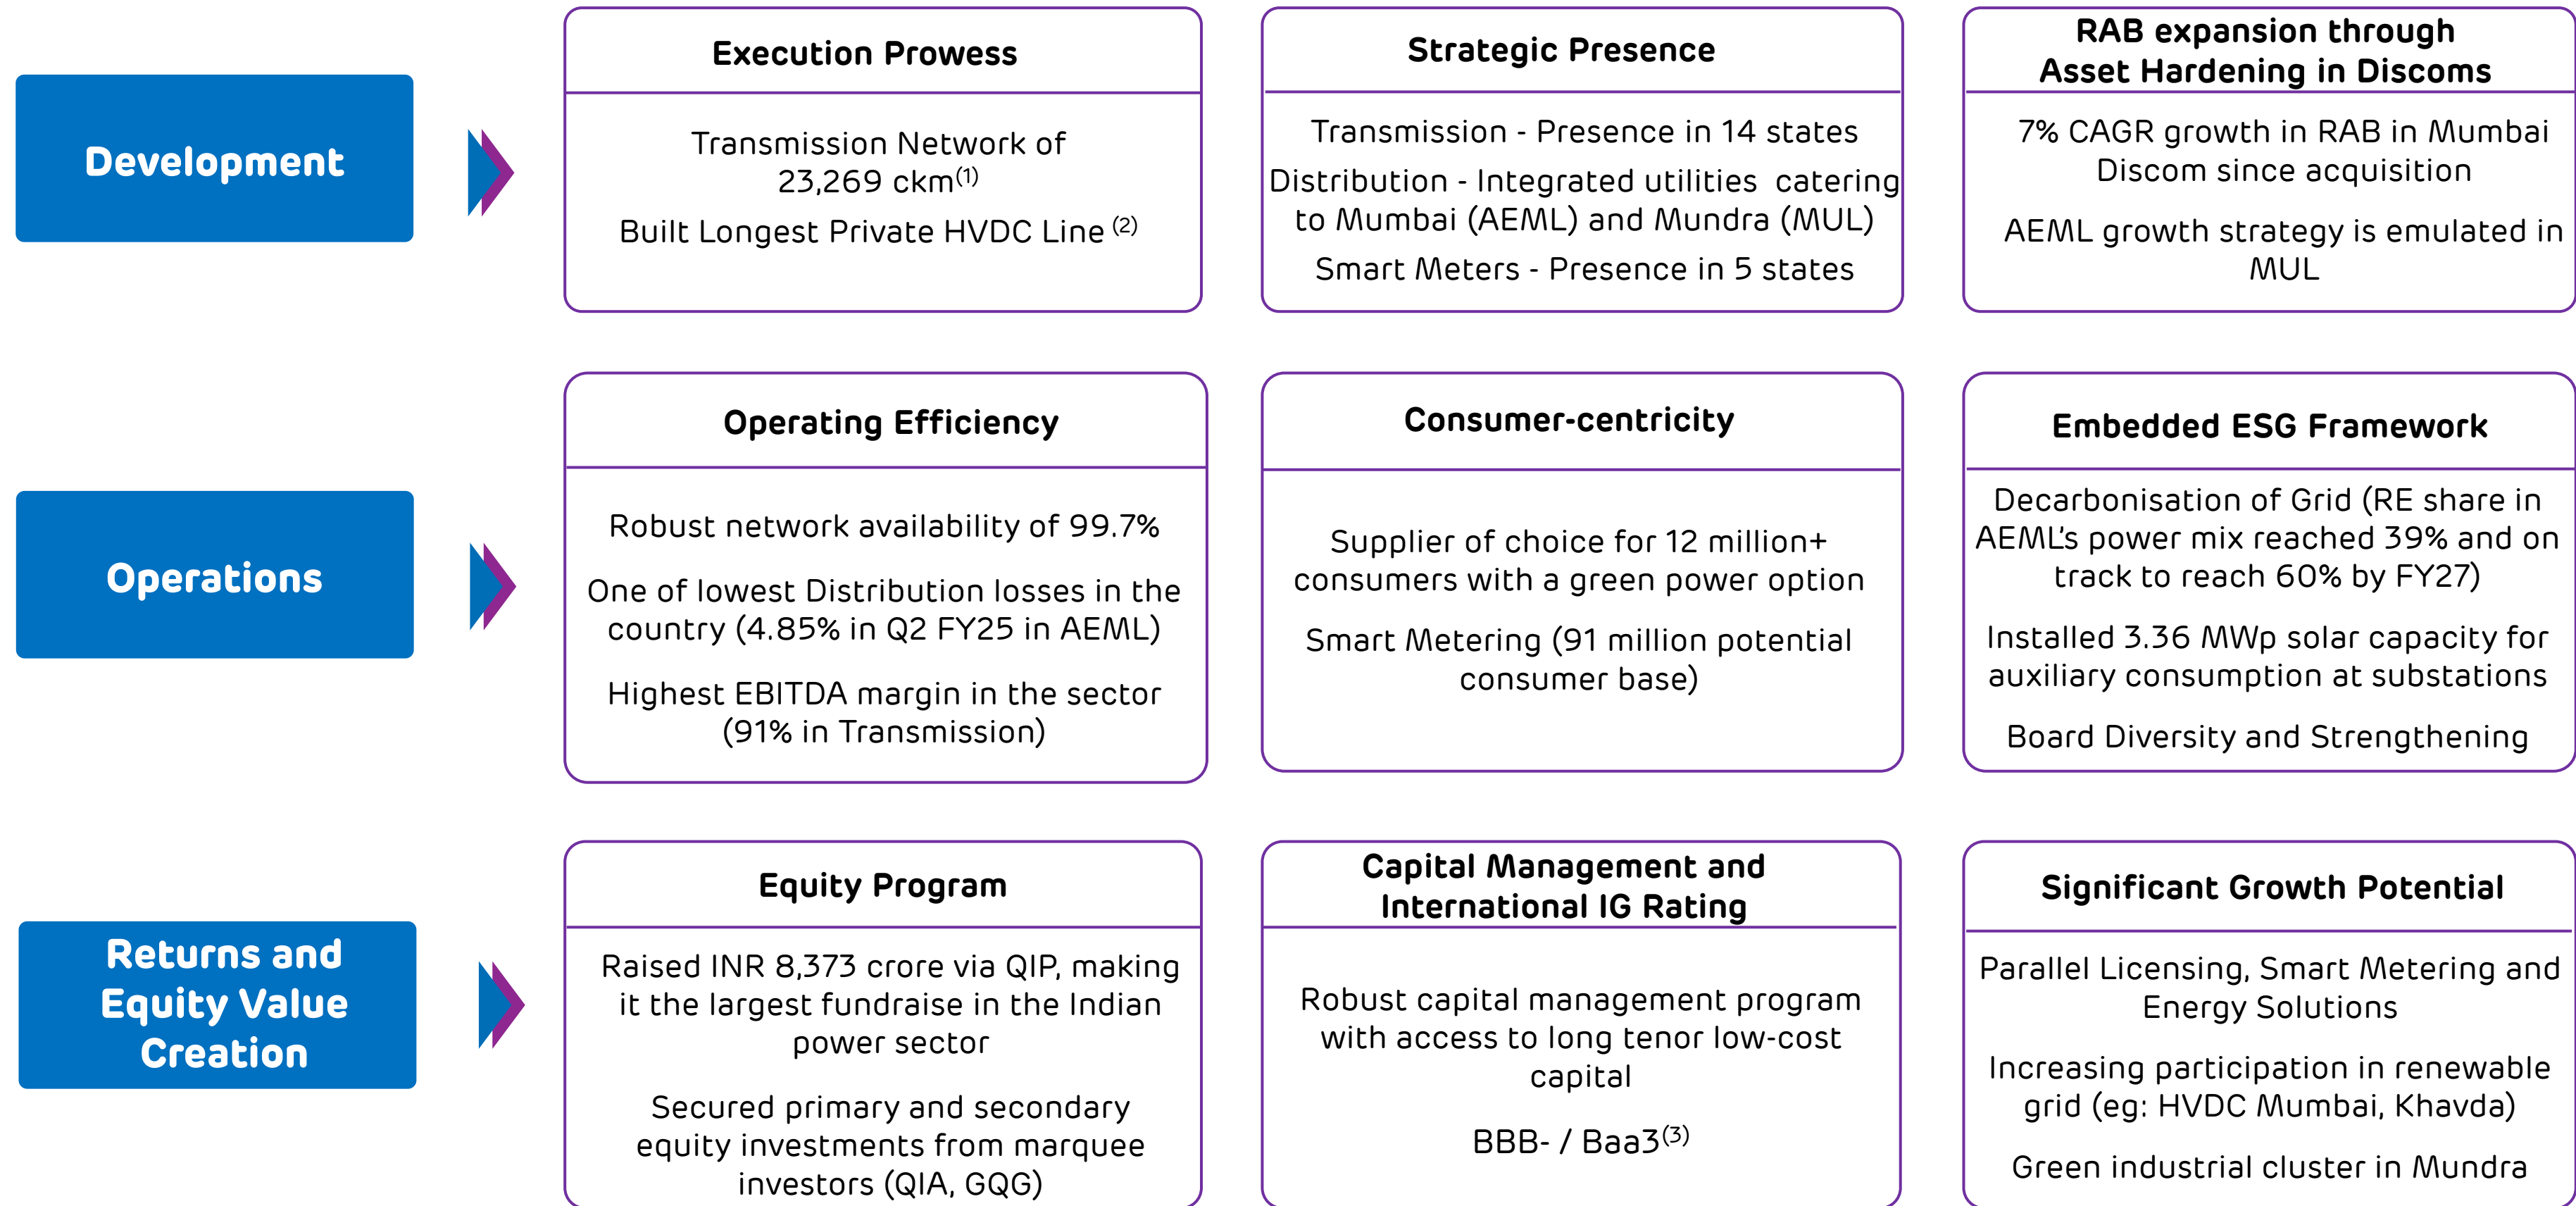 Development
Execution Prowess
Transmission Network of
23,269 ckm(1)
Built Longest Private HVDC Line (2)
Strategic Presence
Transmission - Presence in 14 states
Distribution - Integrated utilities catering
to Mumbai (AEML) and Mundra (MUL)
Smart Meters - Presence in 5 states
RAB expansion through
Asset Hardening in Discoms
7% CAGR growth in RAB in Mumbai
Discom since acquisition
AEML growth strategy is emulated in
MUL
Operations
Operating Efficiency
Robust network availability of 99.7%
One of lowest Distribution losses in the
country (4.85% in Q2 FY25 in AEML)
Highest EBITDA margin in the sector
(91% in Transmission)
Consumer-centricity
Supplier of choice for 12 million+
consumers with a green power option
Smart Metering (91 million potential
consumer base)
Embedded ESG Framework
Decarbonisation of Grid (RE share in
AEML's power mix reached 39% and on
track to reach 60% by FY27)
Installed 3.36 MWp solar capacity for
auxiliary consumption at substations
Board Diversity and Strengthening
Returns and
Equity Value
Creation
Equity Program
Raised INR 8,373 crore via QIP, making
it the largest fundraise in the Indian
power sector
Secured primary and secondary
equity investments from marquee
investors (QIA, GQG)
Capital Management and
International IG Rating
Robust capital management program
with access to long tenor low-cost
capital
BBB- / Baa3(3)
Significant Growth Potential
Parallel Licensing, Smart Metering and
Energy Solutions
Increasing participation in renewable
grid (eg: HVDC Mumbai, Khavda)
Green industrial cluster in Mundra